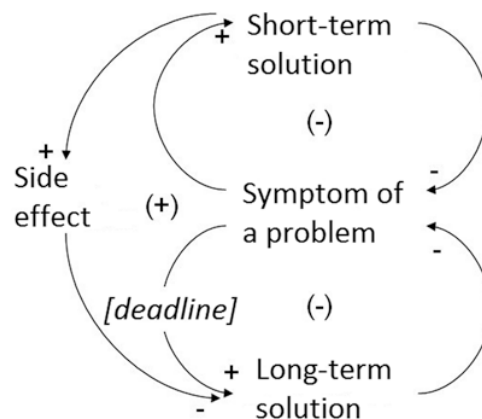 + Short-term
solution
(-)
+
-
Side
effect
(+)
Symptom of
a problem
-
[deadline]
(-)
+ Long-term
- solution